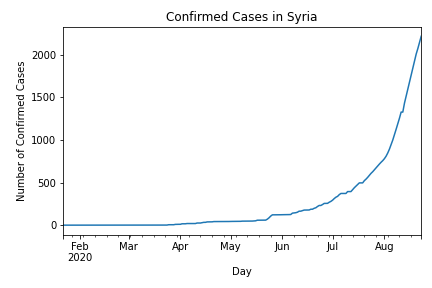 Confirmed Cases in Syria
Number of Confirmed Cases
2000
1500
1000
500
0
Feb Mar Apr May Jun Jul Aug
2020
Day